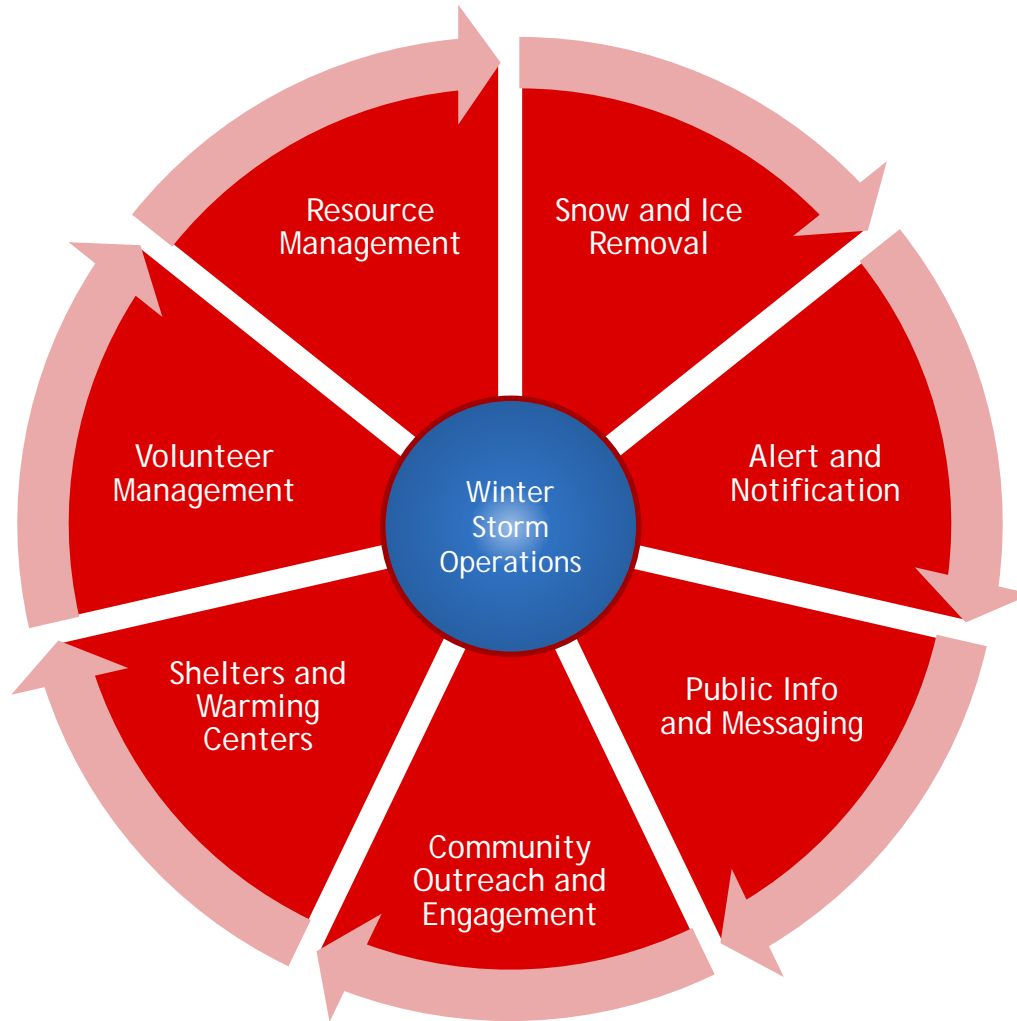 Resource
Management
Snow and Ice
Removal
Alert and
Notification
Public Info
and Messaging
Community
Outreach and
Engagement
Shelters and
Warming
Centers
Volunteer
Management
Winter
Storm
Operations